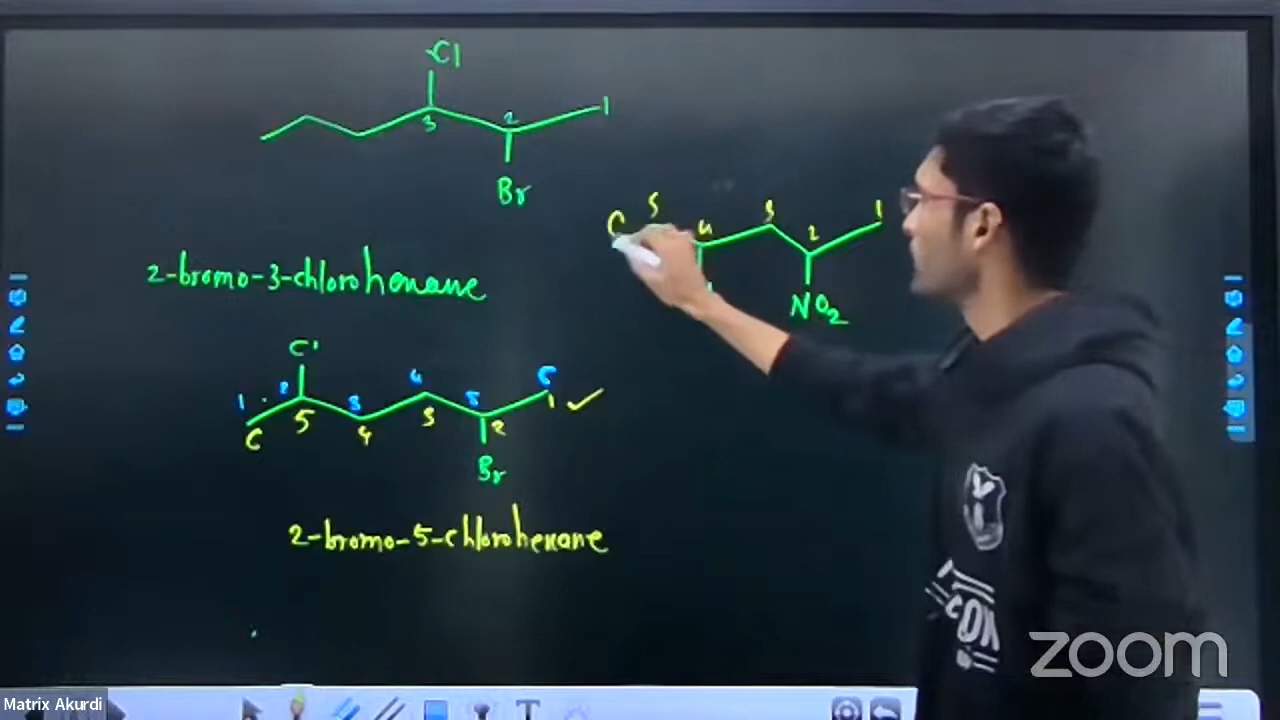 Cl
3 2 1
Br
2-bromo-3-chlorohexane
5 4 3 2 1
NO2
Cl
1 2 3 4 5 6
6 5 4 3 2 1
Br
2-bromo-5-chlorohexane
zoom
Matrix Akurdi
T